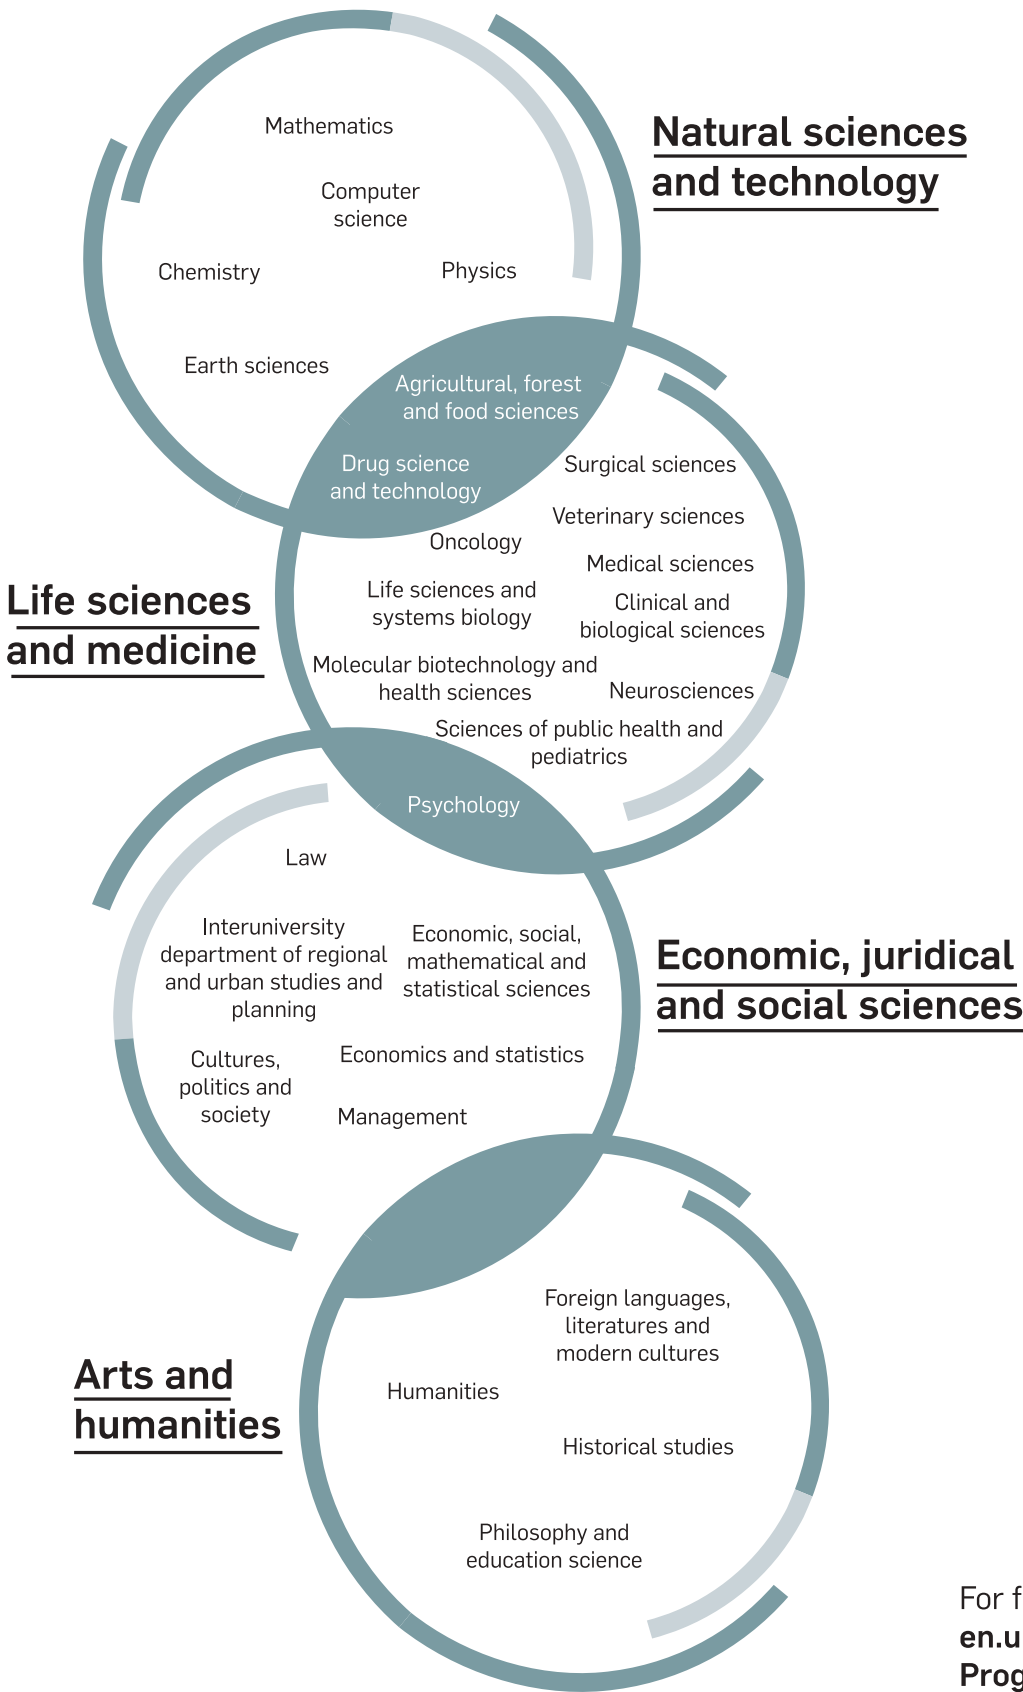 Natural sciences
and technology
Mathematics
Computer
science
Chemistry
Physics
Earth sciences
Agricultural, forest
and food sciences
Drug science
and technology
Life sciences
and medicine
Surgical sciences
Veterinary sciences
Oncology
Medical sciences
Life sciences and
systems biology
Clinical and
biological sciences
Molecular biotechnology and
health sciences
Neurosciences
Sciences of public health and
pediatrics
Psychology
Economic, juridical
and social sciences
Law
Interuniversity
department of regional
and urban studies and
planning
Economic, social,
mathematical and
statistical sciences
Cultures,
politics and
society
Economics and statistics
Management
Arts and
humanities
Foreign languages,
literatures and
modern cultures
Humanities
Historical studies
Philosophy and
education science
For f
en.u
Prog